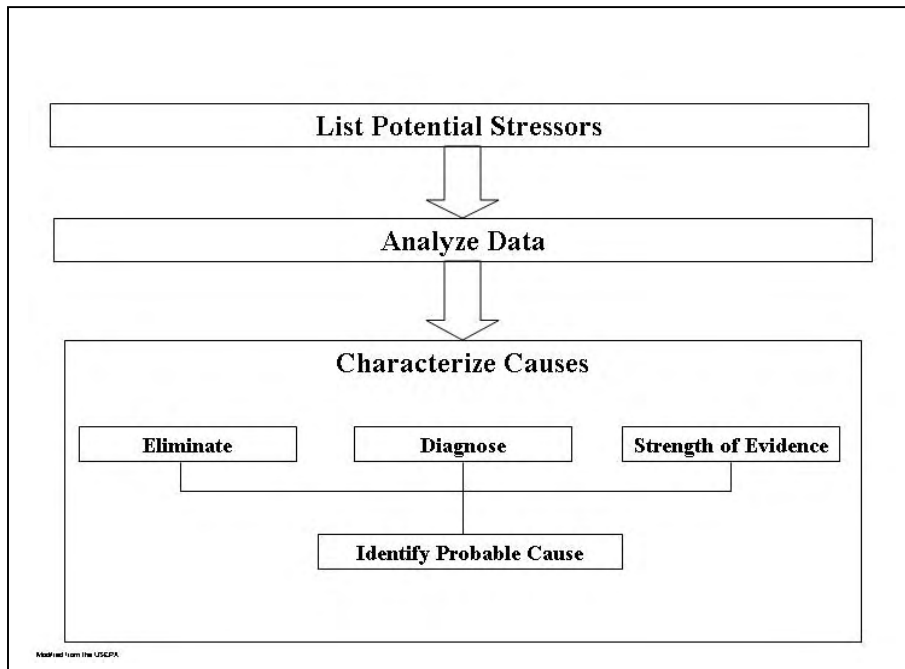 List Potential Stressors
Analyze Data
Characterize Causes
Eliminate
Diagnose
Strength of Evidence
Identify Probable Cause
Modified from the USEPA